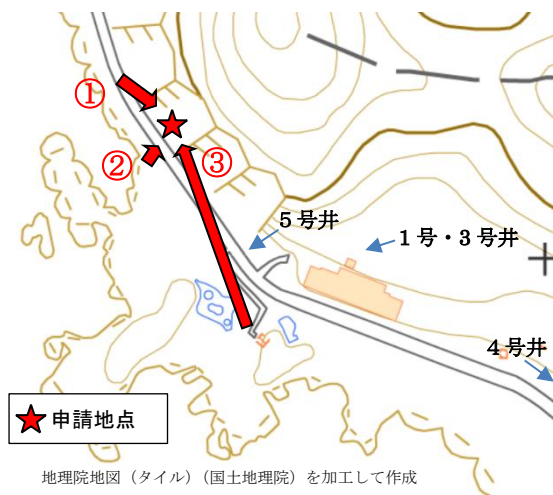 ①
②
③
5号井
1号・3号井
4号井
申請地点
地理院地図（タイル）（国土地理院）を加工して作成